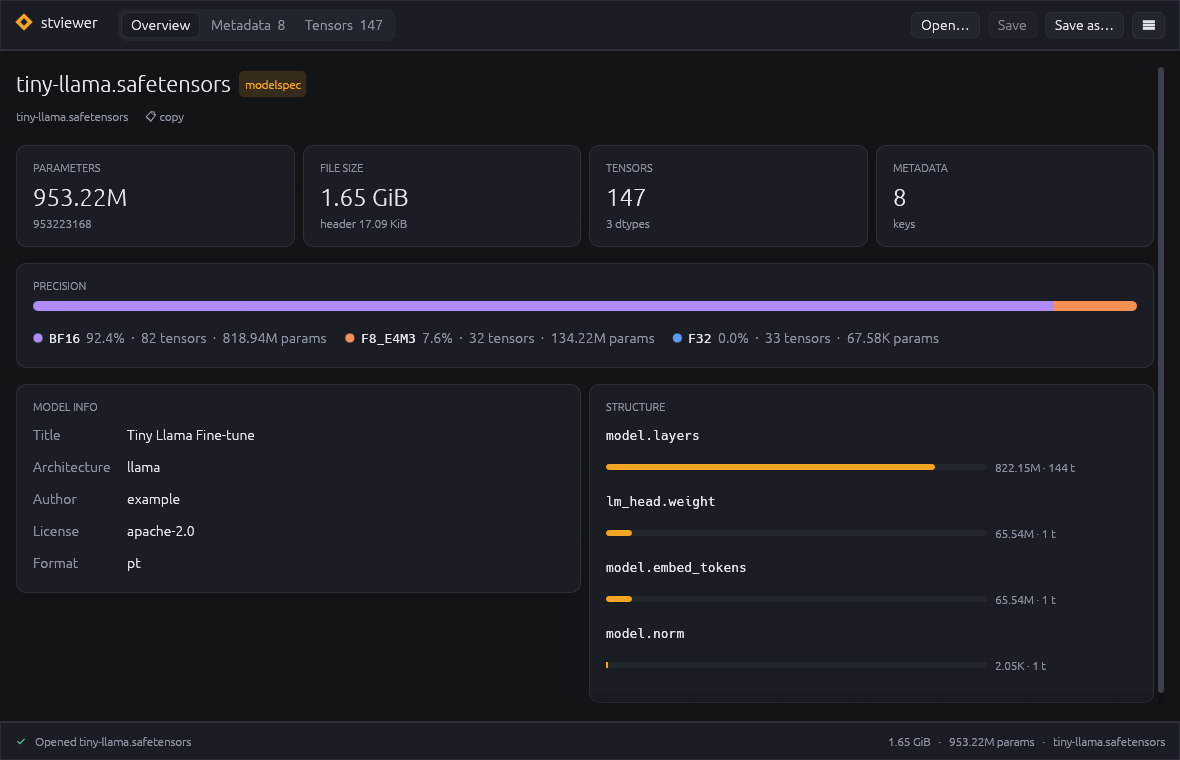 stviewer Overview Metadata 8 Tensors 147 Open... Save Save as...
tiny-llama.safetensors modelspec
tiny-llama.safetensors copy
PARAMETERS
953.22M
953223168
FILE SIZE
1.65 GiB
header 17.09 KiB
TENSORS
147
3 dtypes
METADATA
8
keys
PRECISION
BF16 92.4% · 82 tensors · 818.94M params F8_E4M3 7.6% · 32 tensors · 134.22M params F32 0.0% · 33 tensors · 67.58K params
MODEL INFO
Title Tiny Llama Fine-tune
Architecture llama
Author example
License apache-2.0
Format pt
STRUCTURE
model.layers
822.15M · 144 t
lm_head.weight
65.54M · 1 t
model.embed_tokens
65.54M · 1 t
model.norm
2.05K · 1 t
Opened tiny-llama.safetensors 1.65 GiB · 953.22M params · tiny-llama.safetensors